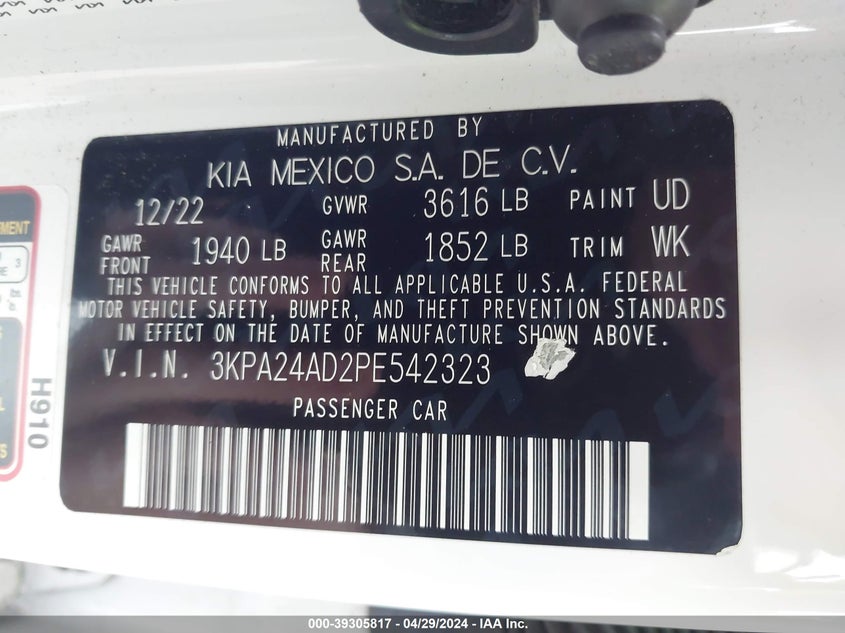 MANUFACTURED BY
KIA MEXICO S.A. DE C.V.
12/22 GVWR 3616 LB PAINT UD
GAWR FRONT 1940 LB GAWR REAR 1852 LB TRIM WK
THIS VEHICLE CONFORMS TO ALL APPLICABLE U.S.A. FEDERAL
MOTOR VEHICLE SAFETY, BUMPER, AND THEFT PREVENTION STANDARDS
IN EFFECT ON THE DATE OF MANUFACTURE SHOWN ABOVE.
V.I.N. 3KPA24AD2PE542323
PASSENGER CAR
H910
000-39305817 - 04/29/2024 - IAA Inc.